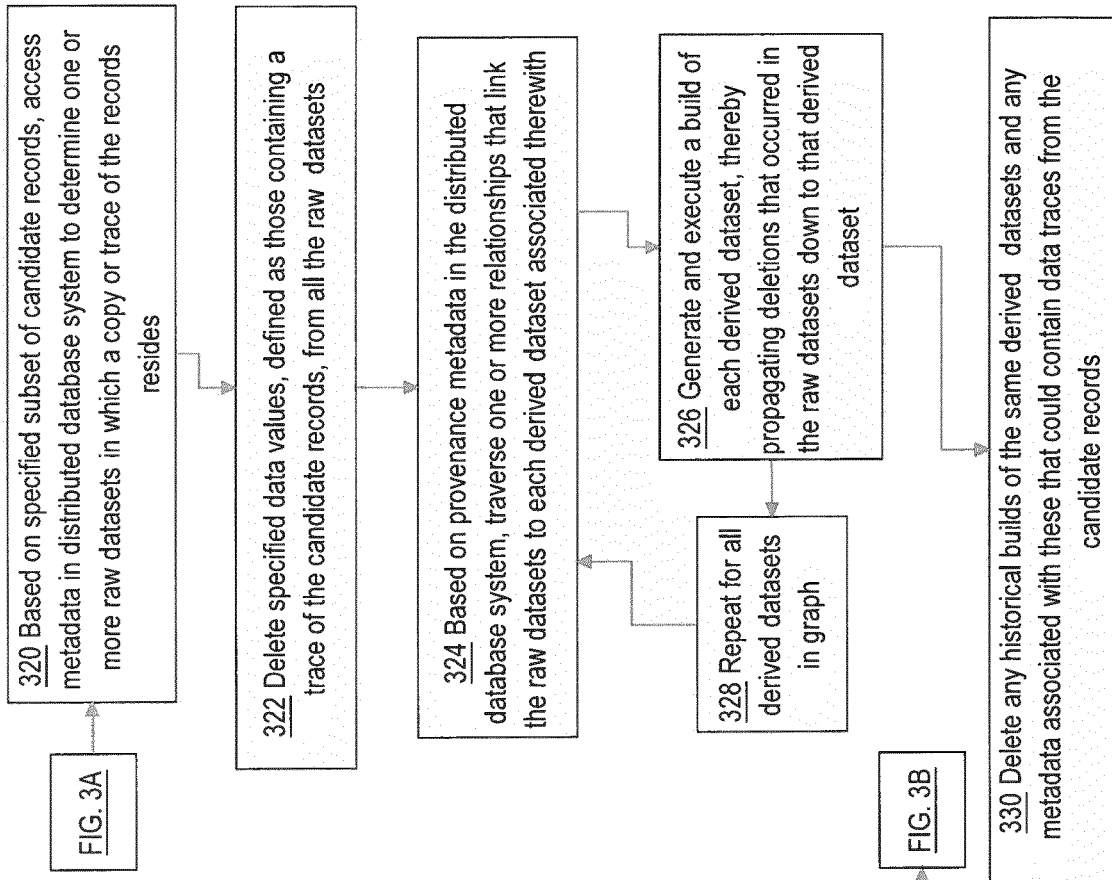 FIG. 3A
320 Based on specified subset of candidate records, access
metadata in distributed database system to determine one or
more raw datasets in which a copy or trace of the records
resides
322 Delete specified data values, defined as those containing a
trace of the candidate records, from all the raw datasets
324 Based on provenance metadata in the distributed
database system, traverse one or more relationships that link
the raw datasets to each derived dataset associated therewith
326 Generate and execute a build of
each derived dataset, thereby
propagating deletions that occurred in
the raw datasets down to that derived
dataset
328 Repeat for all
derived datasets
in graph
330 Delete any historical builds of the same derived datasets and any
metadata associated with these that could contain data traces from the
candidate records
FIG. 3B